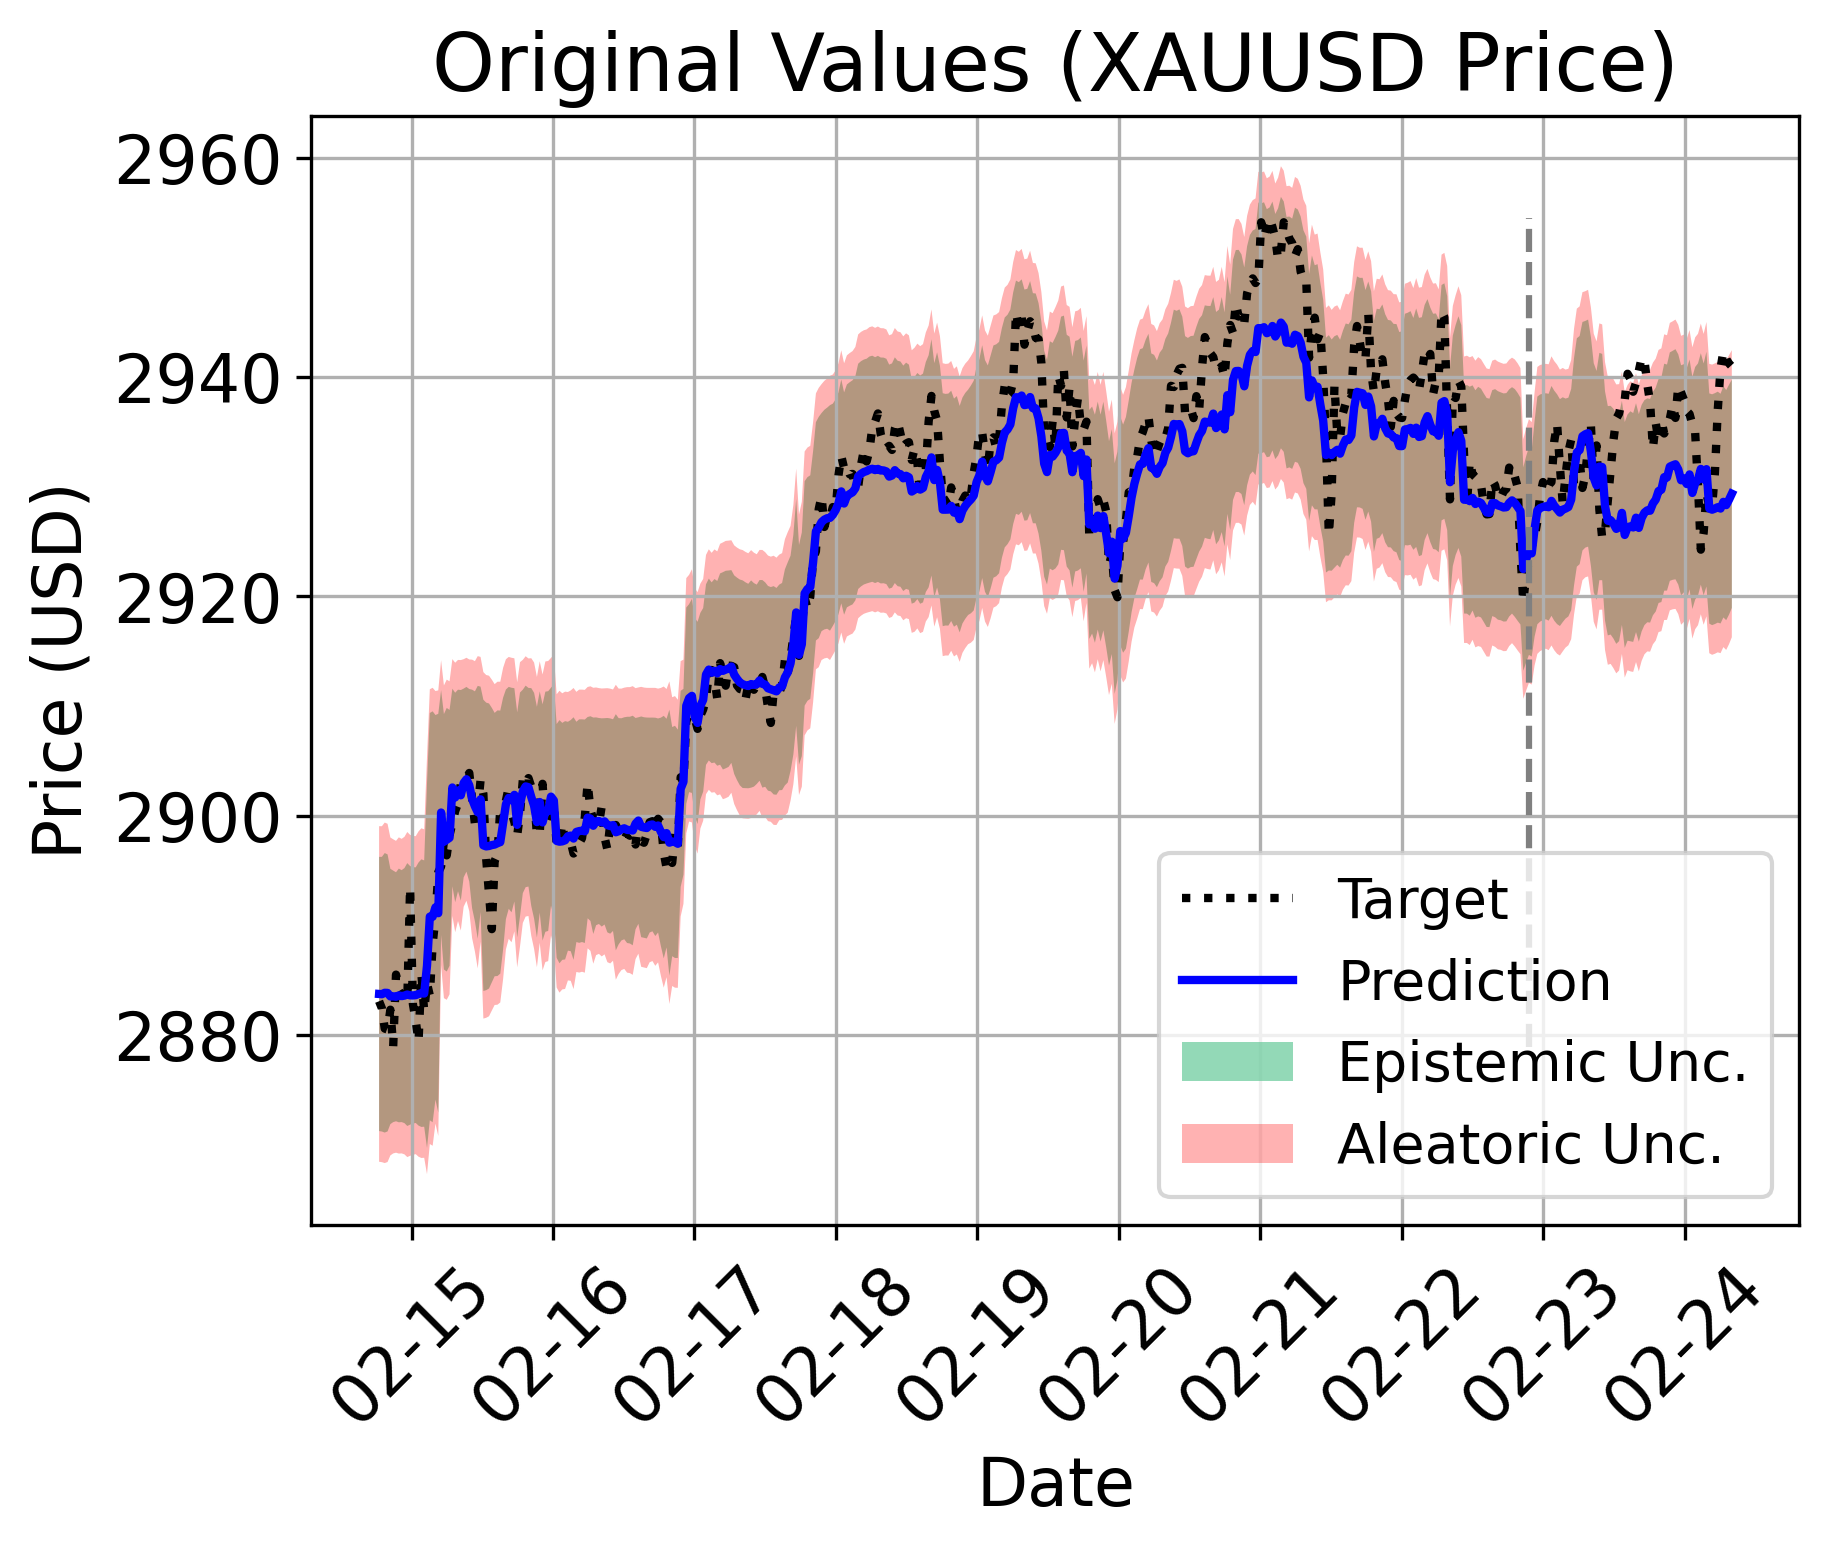 Original Values (XAUUSD Price)
Price (USD)
2960
2940
2920
2900
2880
Target
Prediction
Epistemic Unc.
Aleatoric Unc.
02-15
02-16
02-17
02-18
02-19
02-20
02-21
02-22
02-23
02-24
Date